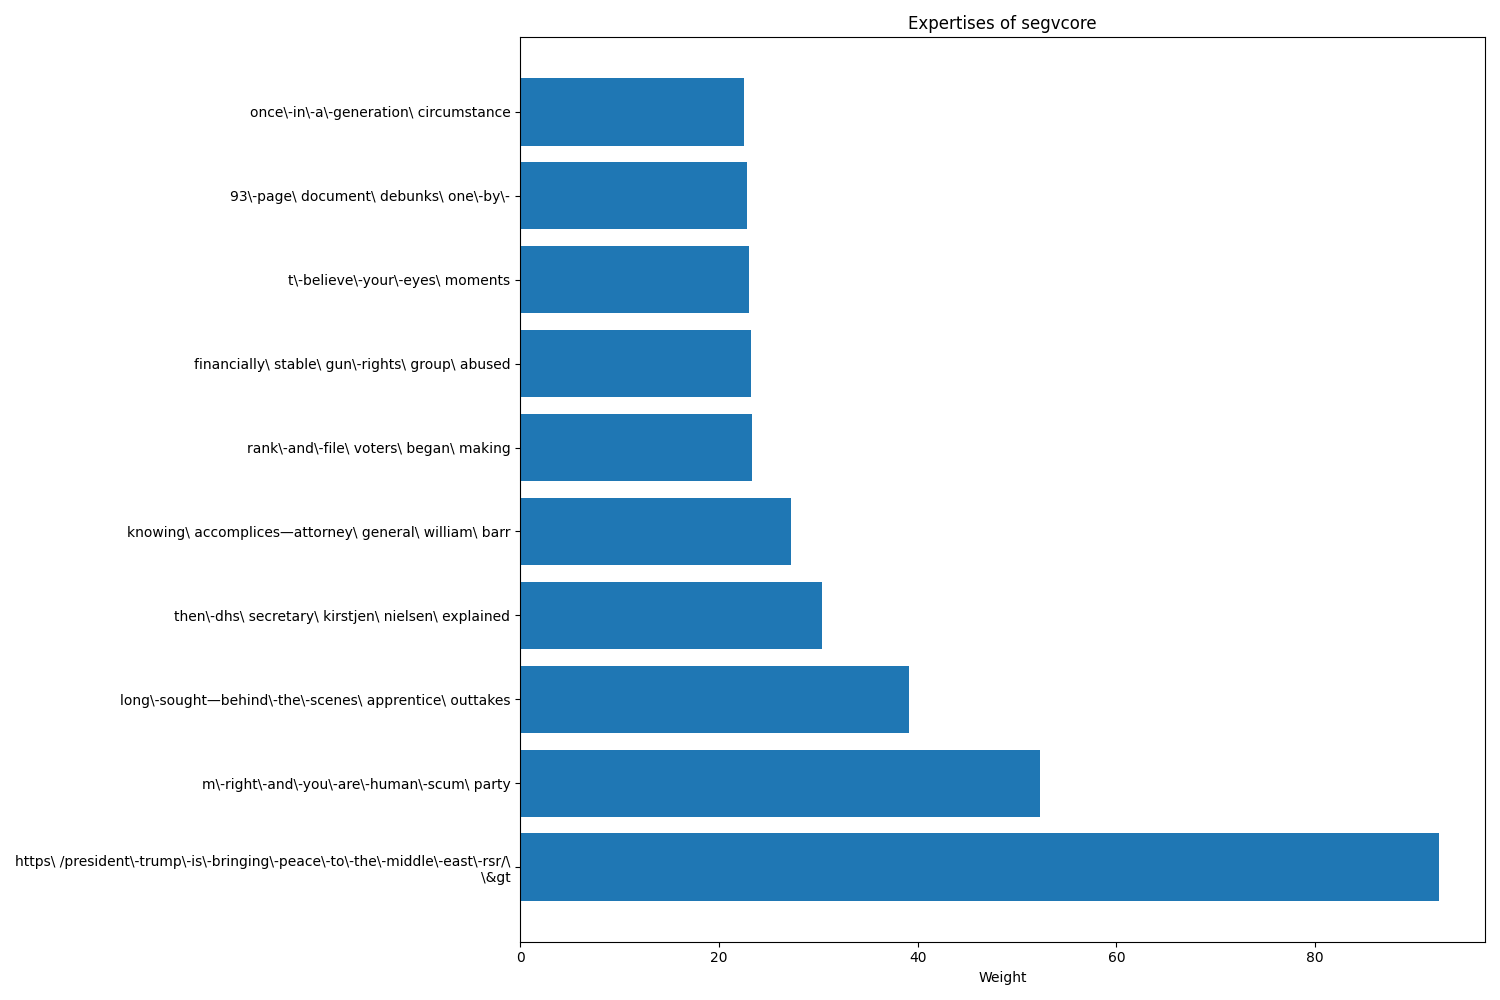 Expertises of segvcore
once\-in\-a\-generation\ circumstance
93\-page\ document\ debunks\ one\-by\-
t\-believe\-your\-eyes\ moments
financially\ stable\ gun\-rights\ group\ abused
rank\-and\-file\ voters\ began\ making
knowing\ accomplices—attorney\ general\ william\ barr
then\-dhs\ secretary\ kirstjen\ nielsen\ explained
long\-sought—behind\-the\-scenes\ apprentice\ outtakes
m\-right\-and\-you\-are\-human\-scum\ party
https\ /president\-trump\-is\-bringing\-peace\-to\-the\-middle\-east\-rsr/\
\&gt
0 20 40 60 80
Weight